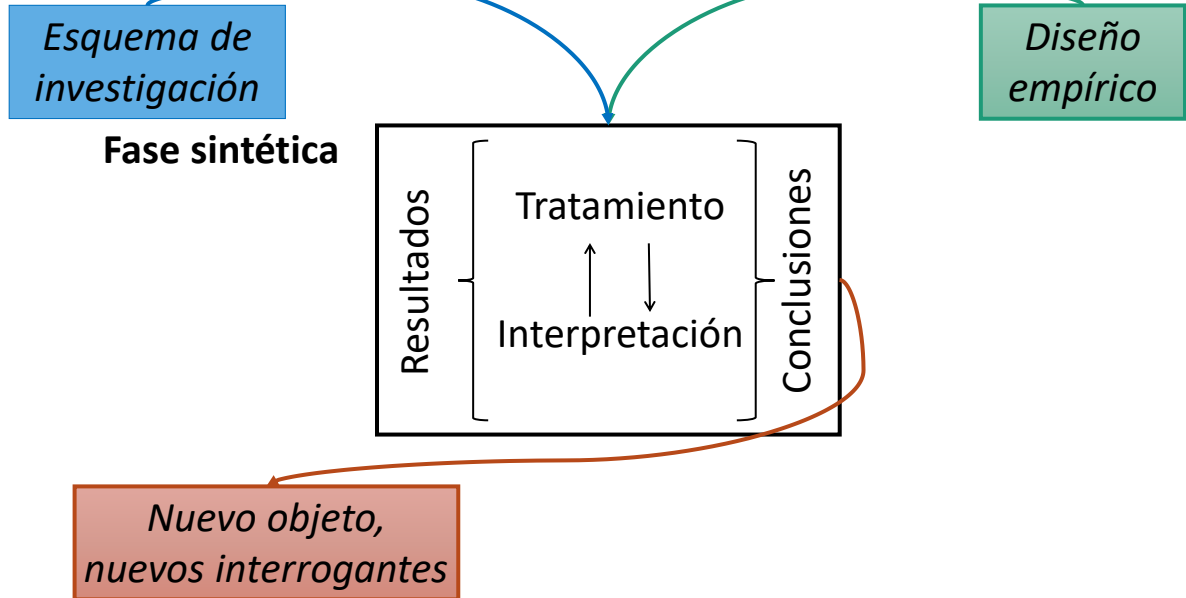 Esquema de
investigación
Diseño
empírico
Fase sintética
Resultados
Tratamiento
Interpretación
Conclusiones
Nuevo objeto,
nuevos interrogantes